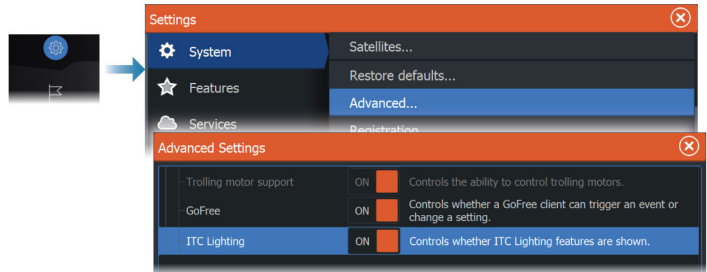 Settings
System
Satellites...
Restore defaults...
Features
Advanced...
Services
Registration
Advanced Settings
Trolling motor support ON Controls the ability to control trolling motors.
GoFree ON Controls whether a GoFree client can trigger an event or
change a setting.
ITC Lighting ON Controls whether ITC Lighting features are shown.